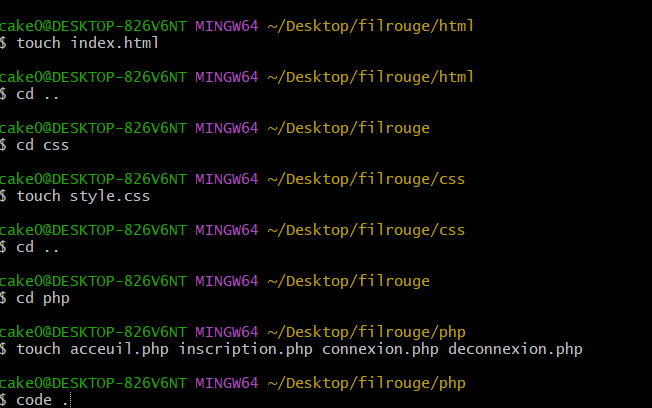 cake0@DESKTOP-826V6NT MINGW64 ~/Desktop/filrouge/html
$ touch index.html
cake0@DESKTOP-826V6NT MINGW64 ~/Desktop/filrouge/html
$ cd ..
cake0@DESKTOP-826V6NT MINGW64 ~/Desktop/filrouge
$ cd css
cake0@DESKTOP-826V6NT MINGW64 ~/Desktop/filrouge/css
$ touch style.css
cake0@DESKTOP-826V6NT MINGW64 ~/Desktop/filrouge/css
$ cd ..
cake0@DESKTOP-826V6NT MINGW64 ~/Desktop/filrouge
$ cd php
cake0@DESKTOP-826V6NT MINGW64 ~/Desktop/filrouge/php
$ touch acceuil.php inscription.php connexion.php deconnexion.php
cake0@DESKTOP-826V6NT MINGW64 ~/Desktop/filrouge/php
$ code .